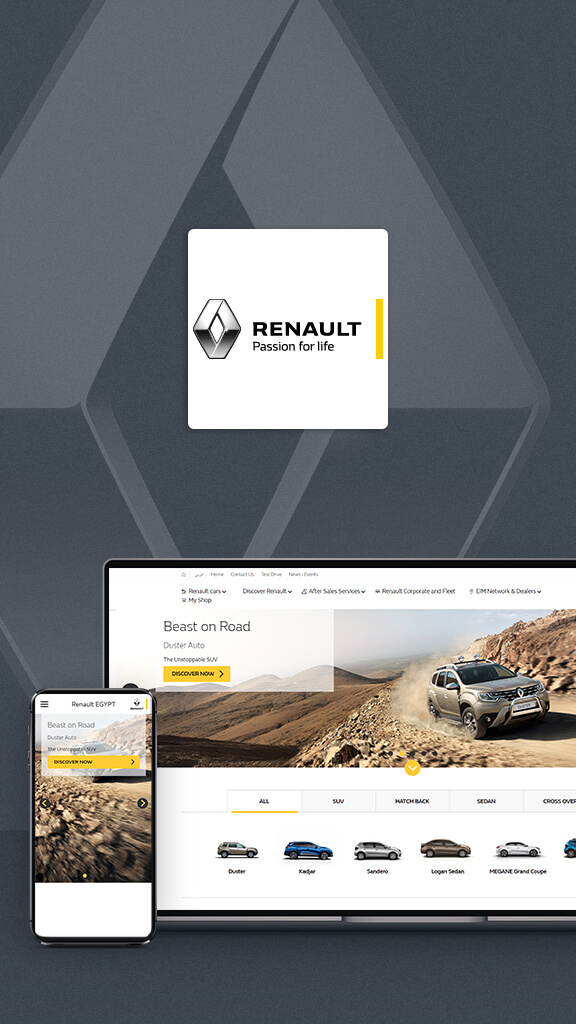 RENAULT
Passion for life
عربي Home Contact Us Test Drive News - Events
Renault cars Discover Renault After Sales Services Renault Corporate and Fleet EIM Network & Dealers
My Shop
Beast on Road
Duster Auto
The Unstoppable SUV
DISCOVER NOW
Renault EGYPT
RENAULT
Beast on Road
Duster Auto
The Unstoppable SUV
DISCOVER NOW
ALL SUV HATCH BACK SEDAN CROSS OVER
Duster Kadjar Sandero Logan Sedan MEGANE Grand Coupe